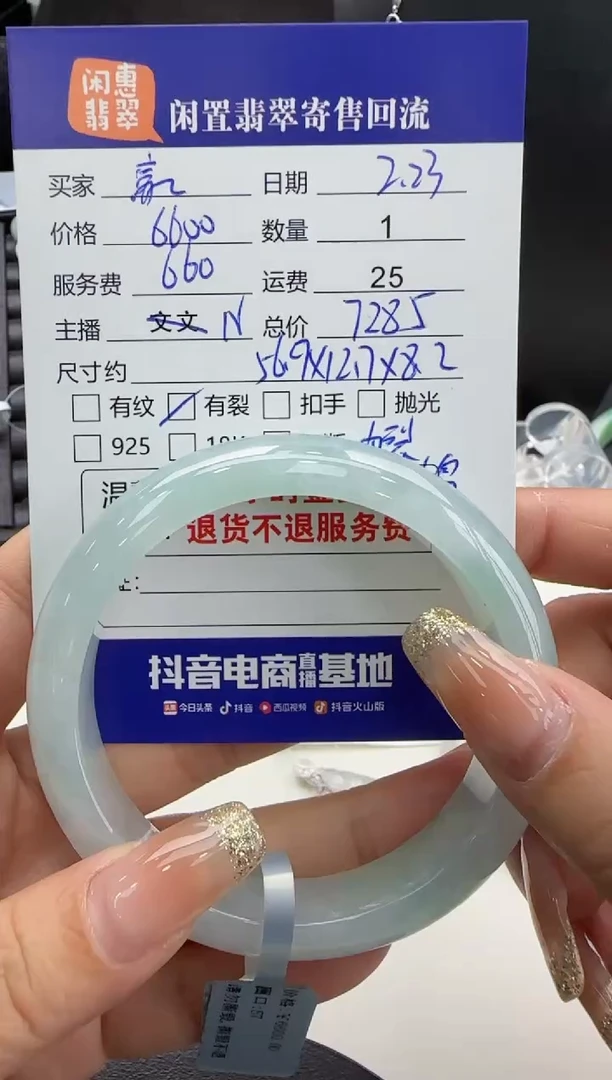 闲惠
翡翠
闲置翡翠寄售回流
买家 日期 2.23
价格 6600 数量 1
服务费 660 运费 25
主播 文文 N 总价 7285
尺寸约 56.9X12.7X8.2
有纹 有裂 扣手 抛光
925
退货不退服务费
抖音电商直播基地
今日头条 抖音 西瓜视频 抖音火山版
圈口:57